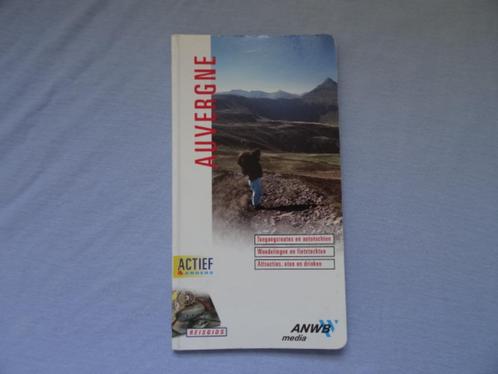 AUVERGNE
Toegangsroutes en autotochten
Wandelingen en fietstochten
Attracties, eten en drinken
ACTIEF
& ANDERS
REISGIDS
ANWB
media